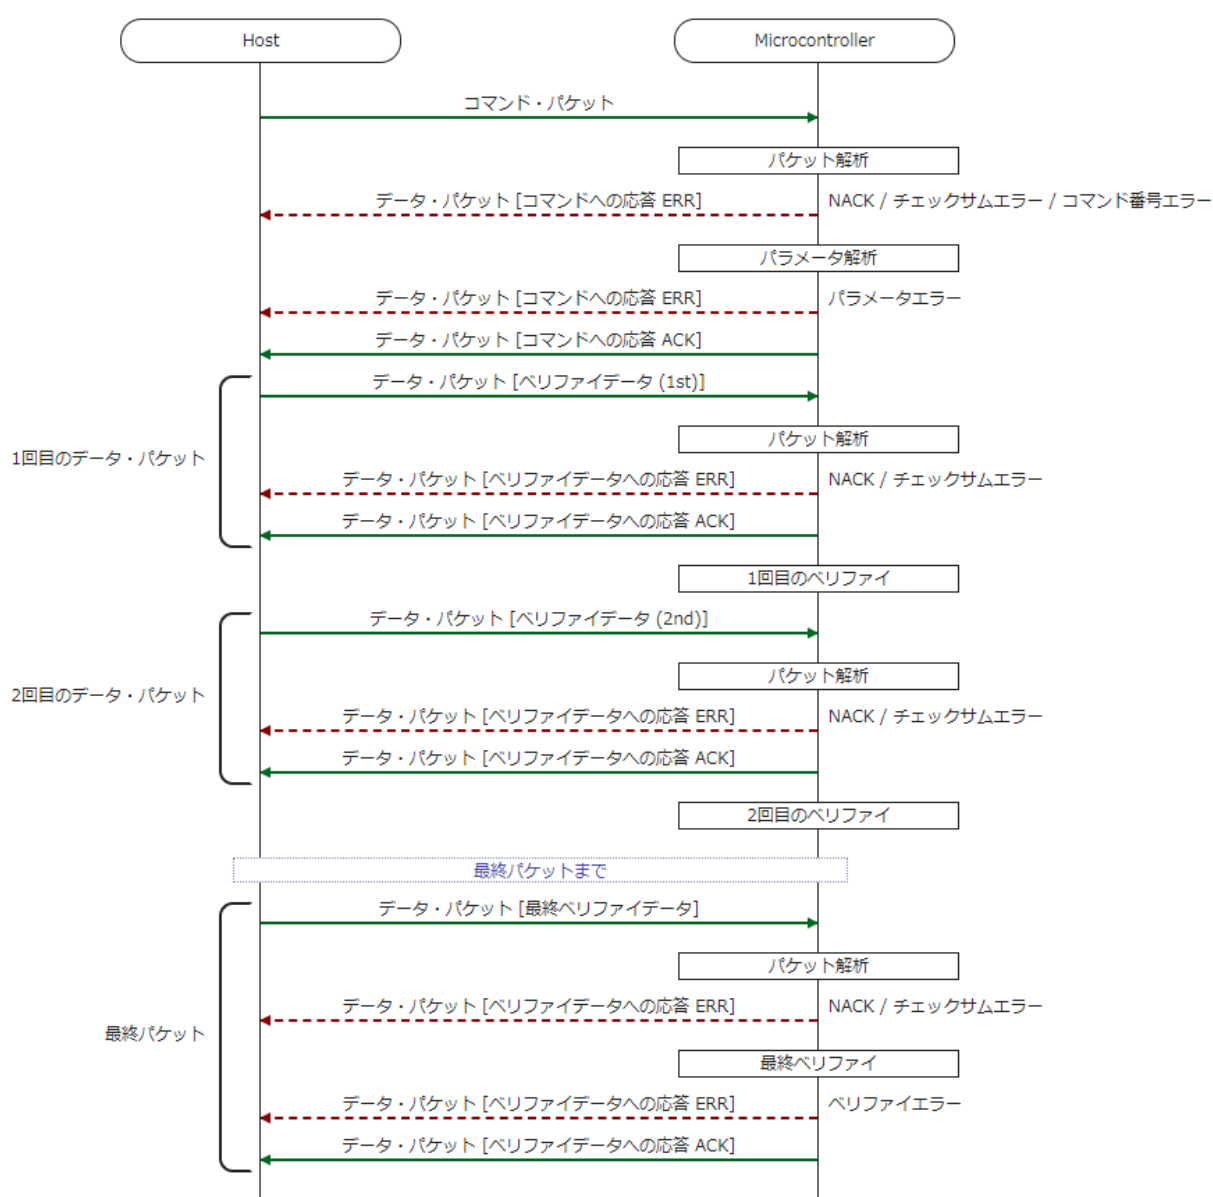 Host
Microcontroller
コマンド・パケット
パケット解析
データ・パケット [コマンドへの応答 ERR]
NACK / チェックサムエラー / コマンド番号エラー
パラメータ解析
データ・パケット [コマンドへの応答 ERR]
パラメータエラー
データ・パケット [コマンドへの応答 ACK]
データ・パケット [ベリファイデータ (1st)]
パケット解析
1回目のデータ・パケット
データ・パケット [ベリファイデータへの応答 ERR]
NACK / チェックサムエラー
データ・パケット [ベリファイデータへの応答 ACK]
1回目のベリファイ
データ・パケット [ベリファイデータ (2nd)]
パケット解析
2回目のデータ・パケット
データ・パケット [ベリファイデータへの応答 ERR]
NACK / チェックサムエラー
データ・パケット [ベリファイデータへの応答 ACK]
2回目のベリファイ
最終パケットまで
データ・パケット [最終ベリファイデータ]
パケット解析
データ・パケット [ベリファイデータへの応答 ERR]
NACK / チェックサムエラー
最終パケット
最終ベリファイ
データ・パケット [ベリファイデータへの応答 ERR]
ベリファイエラー
データ・パケット [ベリファイデータへの応答 ACK]